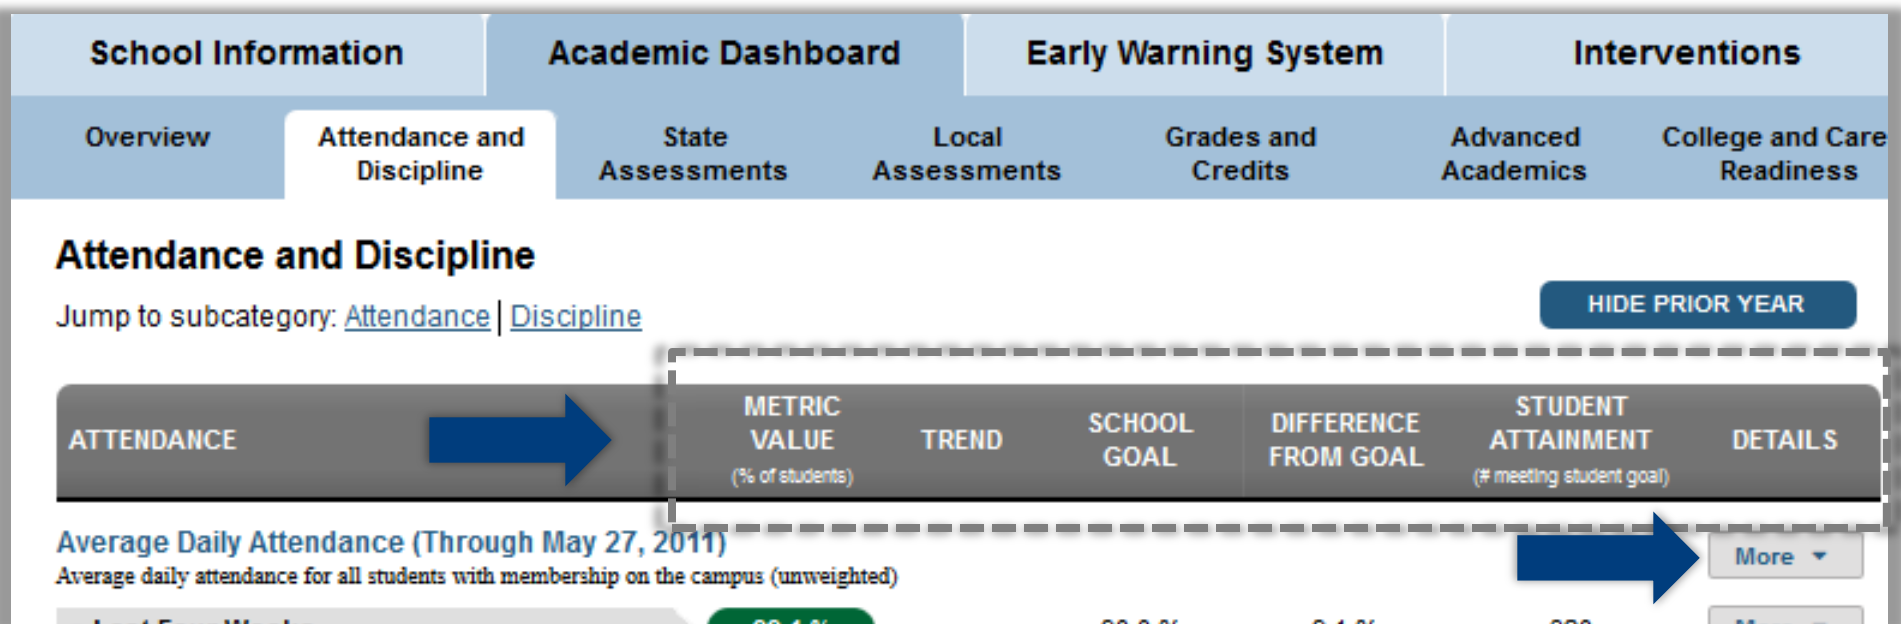 School Information Academic Dashboard Early Warning System Interventions
Overview Attendance and Discipline State Assessments Local Assessments Grades and Credits Advanced Academics College and Care Readiness
Attendance and Discipline
Jump to subcategory: Attendance | Discipline
HIDE PRIOR YEAR
ATTENDANCE METRIC VALUE (% of students) TREND SCHOOL GOAL DIFFERENCE FROM GOAL STUDENT ATTAINMENT (# meeting student goal) DETAILS
Average Daily Attendance (Through May 27, 2011)
More
Average daily attendance for all students with membership on the campus (unweighted)